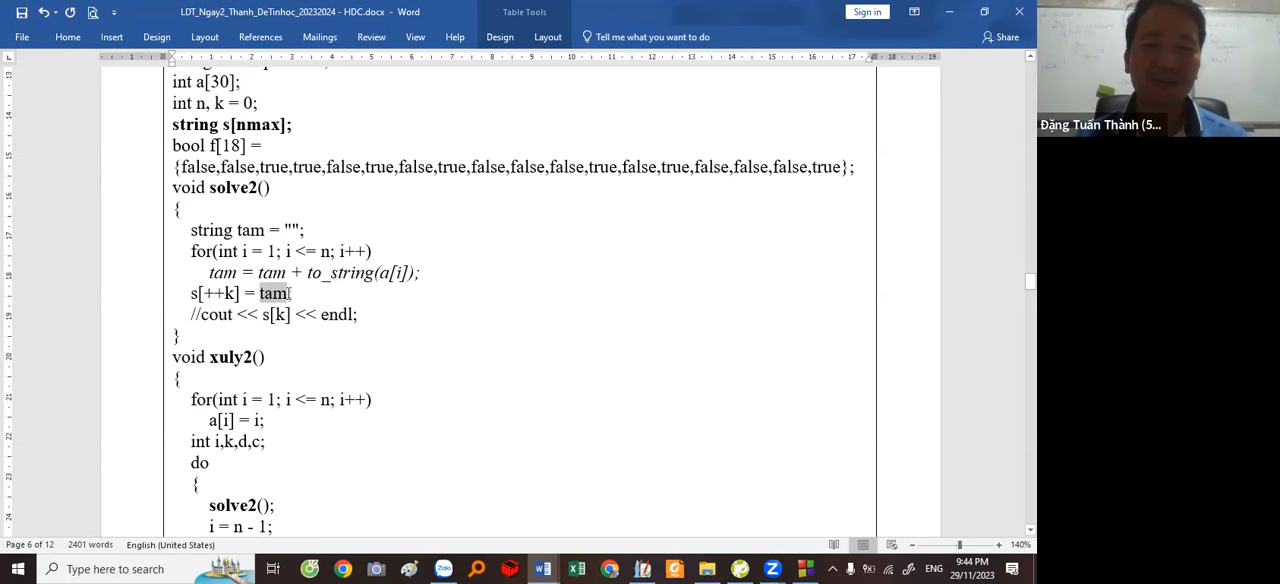 LDT_Ngay2_Thanh_DeTinhoc_20232024 - HDC.docx - Word
Table Tools
Sign in
File Home Insert Design Layout References Mailings Review View Help Design Layout Tell me what you want to do Share
int a[30];
int n, k = 0;
string s[nmax];
bool f[18] =
{false,false,true,true,false,true,false,true,false,false,false,true,false,true,false,false,false,true};
void solve2()
{
string tam = "";
for(int i = 1; i <= n; i++)
tam = tam + to_string(a[i]);
s[++k] = tam
//cout << s[k] << endl;
}
void xuly2()
{
for(int i = 1; i <= n; i++)
a[i] = i;
int i,k,d,c;
do
{
solve2();
i = n - 1;
Đặng Tuấn Thành (5...
Page 6 of 12 2401 words English (United States) 140%
Type here to search
Zalo
ENG
9:44 PM
29/11/2023